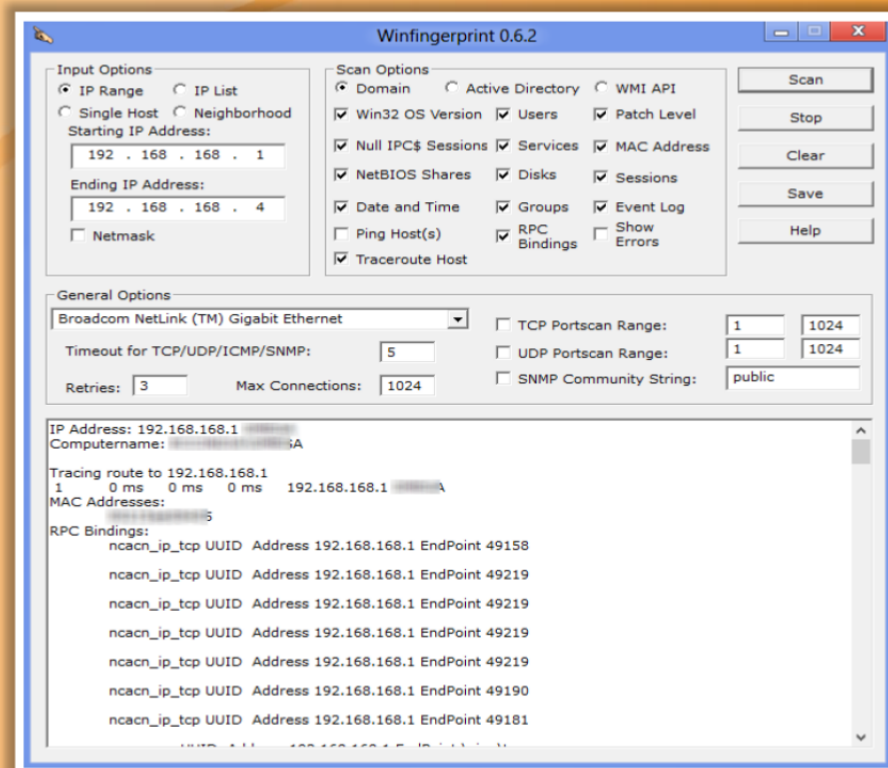 Winfingerprint 0.6.2
Input Options
IP Range IP List
Single Host Neighborhood
Starting IP Address:
192 . 168 . 168 . 1
Ending IP Address:
192 . 168 . 168 . 4
Netmask
Scan Options
Domain Active Directory WMI API
Win32 OS Version Users Patch Level
Null IPC$ Sessions Services MAC Address
NetBIOS Shares Disks Sessions
Date and Time Groups Event Log
Ping Host(s) RPC Bindings Show Errors
Traceroute Host
Scan
Stop
Clear
Save
Help
General Options
Broadcom NetLink (TM) Gigabit Ethernet
Timeout for TCP/UDP/ICMP/SNMP: 5
Retries: 3 Max Connections: 1024
TCP Portscan Range: 1 1024
UDP Portscan Range: 1 1024
SNMP Community String: public
IP Address: 192.168.168.1
Computername:
Tracing route to 192.168.168.1
1 0 ms 0 ms 0 ms 192.168.168.1
MAC Addresses:
RPC Bindings:
ncacn_ip_tcp UUID Address 192.168.168.1 EndPoint 49158
ncacn_ip_tcp UUID Address 192.168.168.1 EndPoint 49219
ncacn_ip_tcp UUID Address 192.168.168.1 EndPoint 49219
ncacn_ip_tcp UUID Address 192.168.168.1 EndPoint 49219
ncacn_ip_tcp UUID Address 192.168.168.1 EndPoint 49219
ncacn_ip_tcp UUID Address 192.168.168.1 EndPoint 49190
ncacn_ip_tcp UUID Address 192.168.168.1 EndPoint 49181